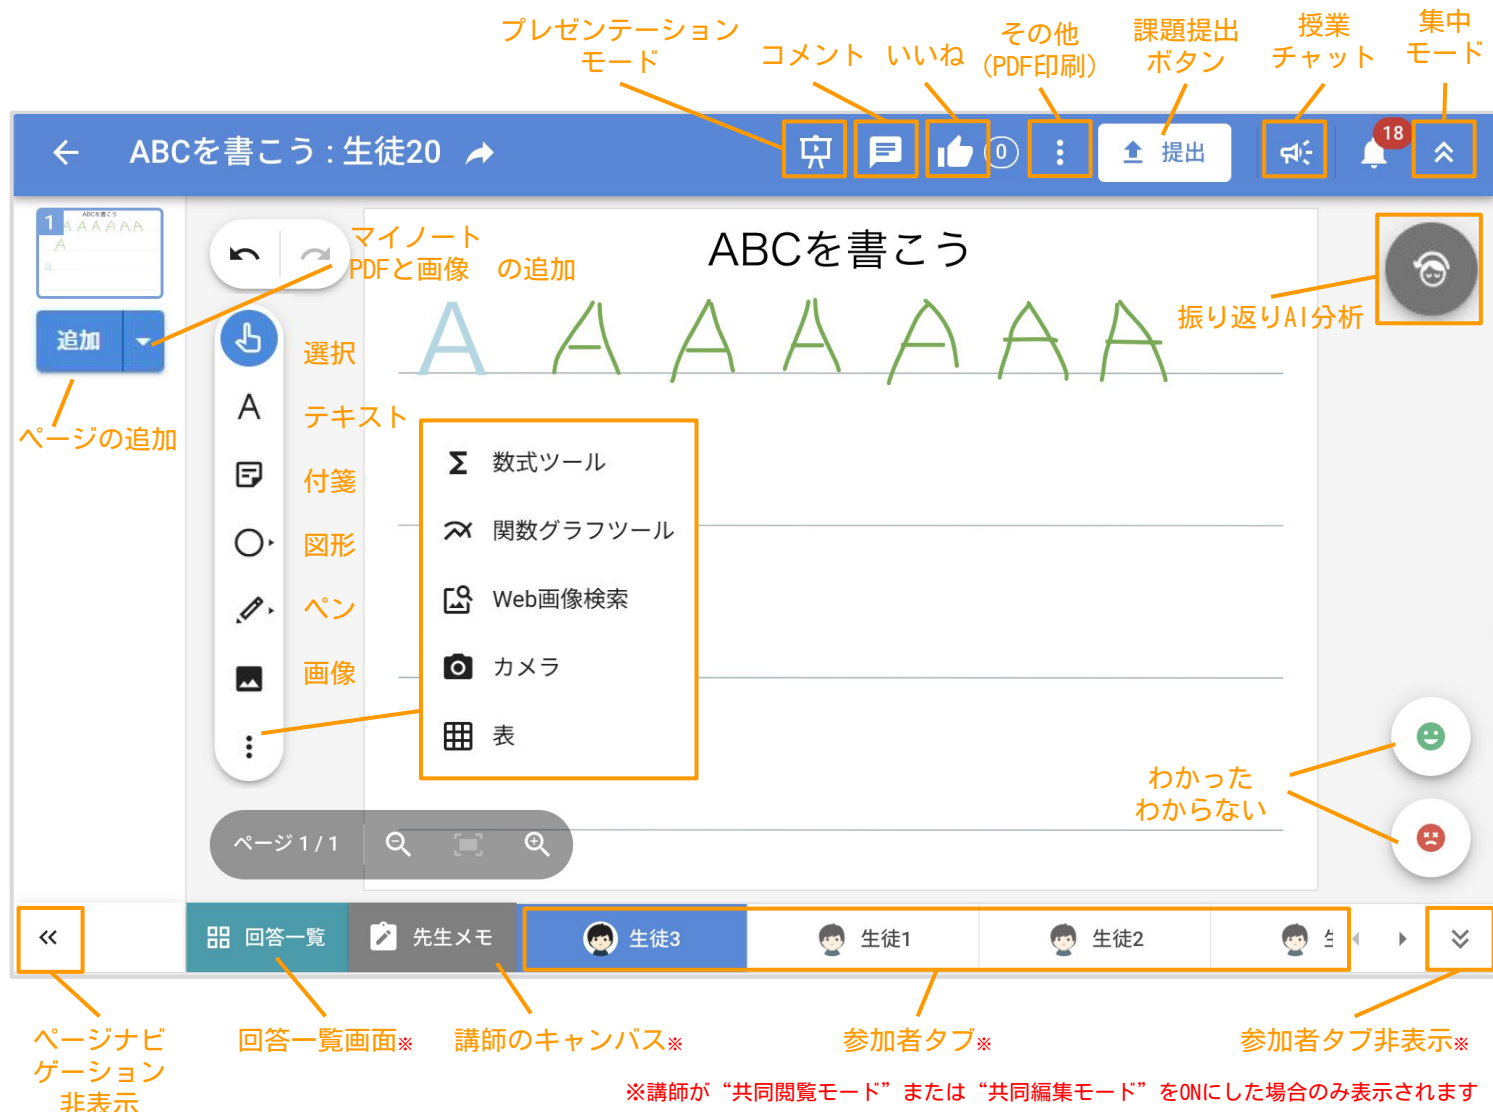 プレゼンテーション
モード
コメント
いいね
その他
(PDF印刷)
課題提出
ボタン
授業
チャット
集中
モード
ABCを書こう : 生徒20
0
提出
18
1
ABCを書こう
A A A A A A
A
a
マイノート
PDFと画像 の追加
ABCを書こう
A A A A A A A
振り返りAI分析
追加
ページの追加
選択
A
テキスト
付箋
図形
ペン
画像
数式ツール
関数グラフツール
Web画像検索
カメラ
表
わかった
わからない
ページ 1 / 1
回答一覧
先生メモ
生徒3
生徒1
生徒2
ページナビ
ゲーション
非表示
回答一覧画面※
講師のキャンバス※
参加者タブ※
参加者タブ非表示※
※講師が“共同閲覧モード”または“共同編集モード”をONにした場合のみ表示されます